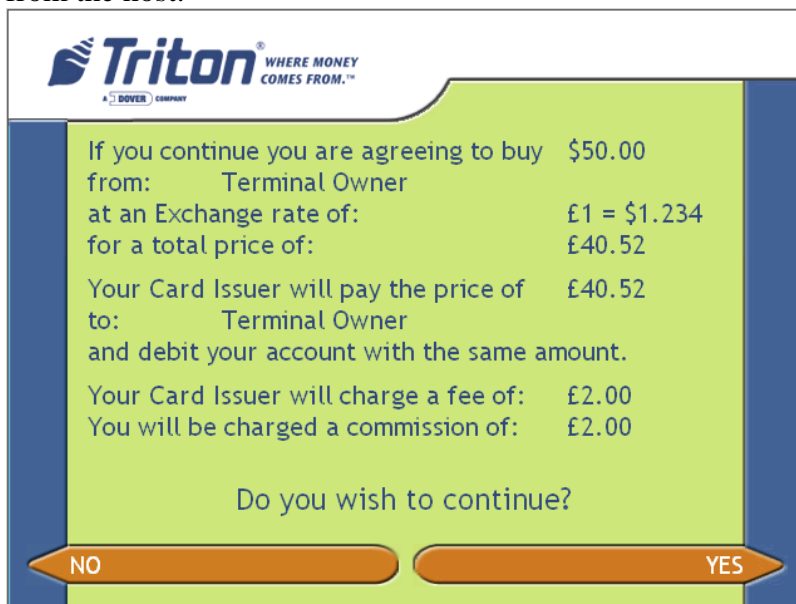 from the host.
Triton® WHERE MONEY
COMES FROM.™
A DOVER COMPANY
If you continue you are agreeing to buy $50.00
from: Terminal Owner
at an Exchange rate of: £1 = $1.234
for a total price of: £40.52
Your Card Issuer will pay the price of £40.52
to: Terminal Owner
and debit your account with the same amount.
Your Card Issuer will charge a fee of: £2.00
You will be charged a commission of: £2.00
Do you wish to continue?
NO YES